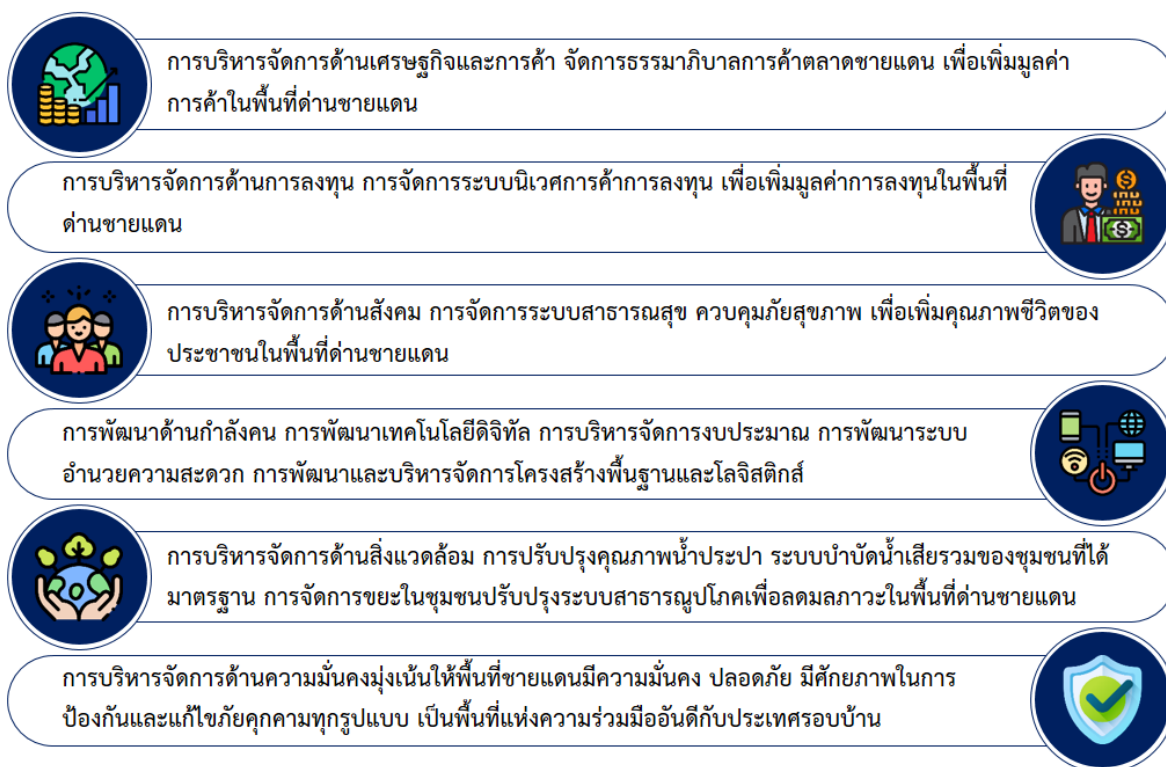 การบริหารจัดการด้านเศรษฐกิจและการค้า จัดการธรรมาภิบาลการค้าตลาดชายแดน เพื่อเพิ่มมูลค่า
การค้าในพื้นที่ด่านชายแดน
การบริหารจัดการด้านการลงทุน การจัดการระบบนิเวศการค้าการลงทุน เพื่อเพิ่มมูลค่าการลงทุนในพื้นที่
ด่านชายแดน
การบริหารจัดการด้านสังคม การจัดการระบบสาธารณสุข ควบคุมภัยสุขภาพ เพื่อเพิ่มคุณภาพชีวิตของ
ประชาชนในพื้นที่ด่านชายแดน
การพัฒนาด้านกำลังคน การพัฒนาเทคโนโลยีดิจิทัล การบริหารจัดการงบประมาณ การพัฒนาระบบ
อำนวยความสะดวก การพัฒนาและบริหารจัดการโครงสร้างพื้นฐานและโลจิสติกส์
การบริหารจัดการด้านสิ่งแวดล้อม การปรับปรุงคุณภาพน้ำประปา ระบบบำบัดน้ำเสียรวมของชุมชนที่ได้
มาตรฐาน การจัดการขยะในชุมชนปรับปรุงระบบสาธารณูปโภคเพื่อลดมลภาวะในพื้นที่ด่านชายแดน
การบริหารจัดการด้านความมั่นคงมุ่งเน้นให้พื้นที่ชายแดนมีความมั่นคง ปลอดภัย มีศักยภาพในการ
ป้องกันและแก้ไขภัยคุกคามทุกรูปแบบ เป็นพื้นที่แห่งความร่วมมืออันดีกับประเทศรอบบ้าน